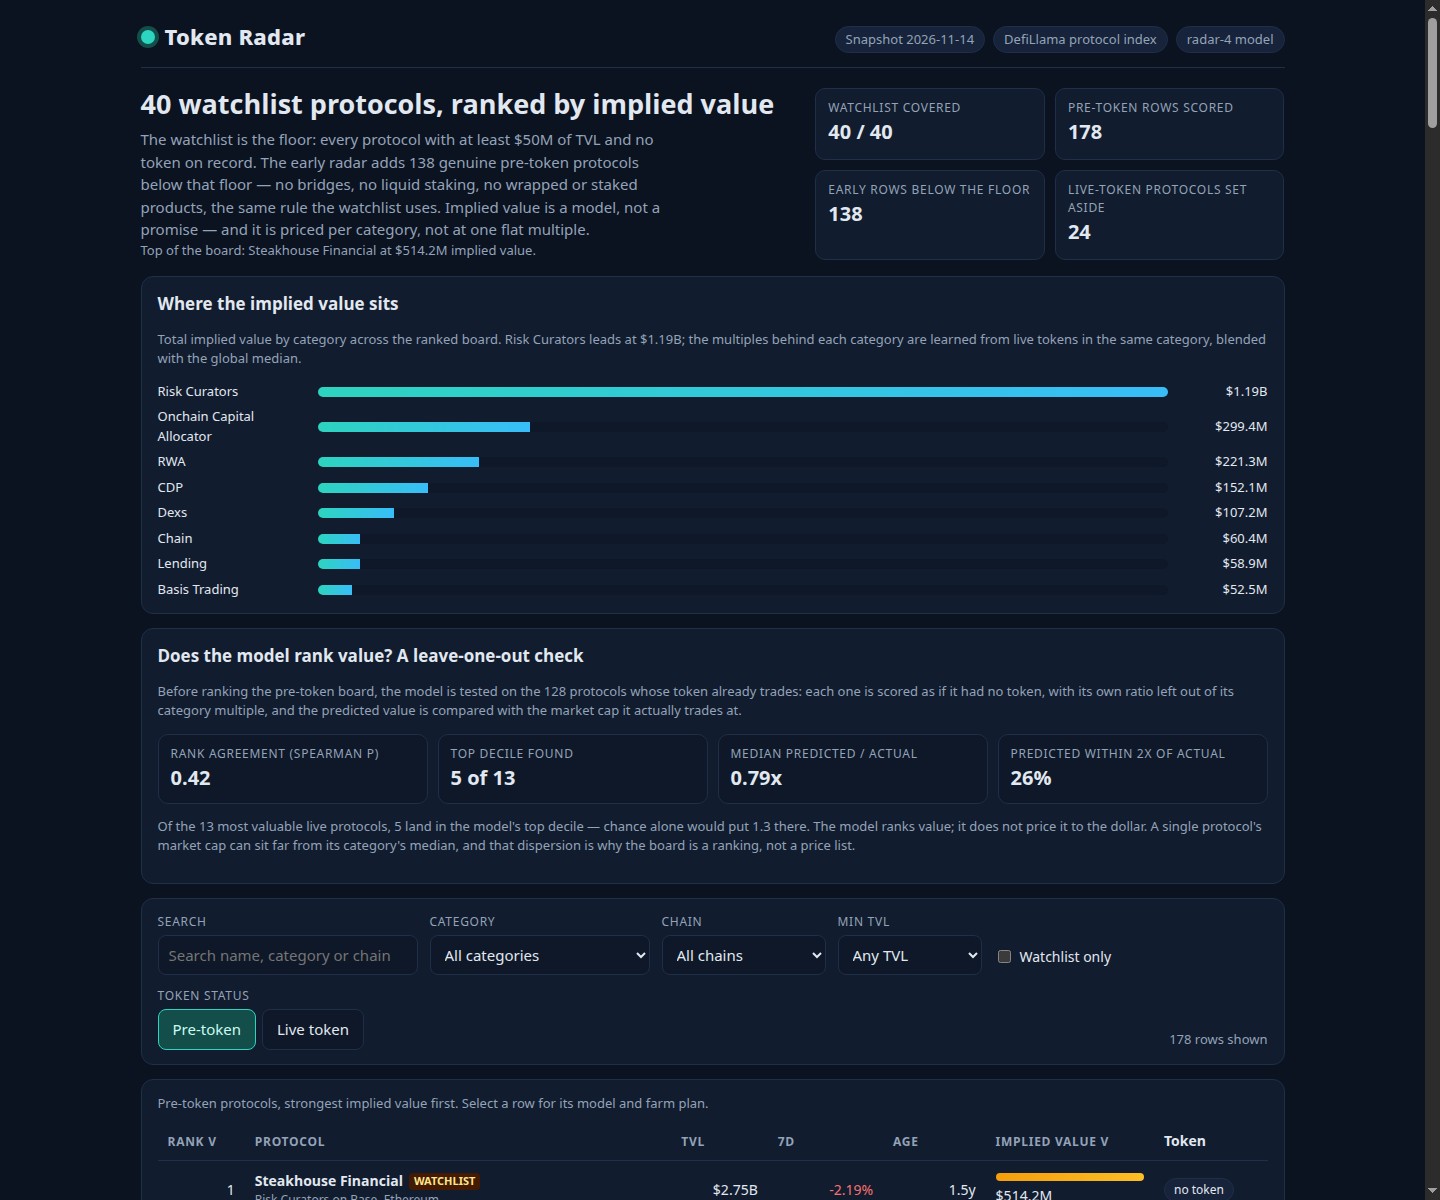 Token Radar
Snapshot 2026-11-14
DefiLlama protocol index
radar-4 model
40 watchlist protocols, ranked by implied value
The watchlist is the floor: every protocol with at least $50M of TVL and no
token on record. The early radar adds 138 genuine pre-token protocols
below that floor — no bridges, no liquid staking, no wrapped or staked
products, the same rule the watchlist uses. Implied value is a model, not a
promise — and it is priced per category, not at one flat multiple.
Top of the board: Steakhouse Financial at $514.2M implied value.
WATCHLIST COVERED
40 / 40
PRE-TOKEN ROWS SCORED
178
EARLY ROWS BELOW THE FLOOR
138
LIVE-TOKEN PROTOCOLS SET
ASIDE
24
Where the implied value sits
Total implied value by category across the ranked board. Risk Curators leads at $1.19B; the multiples behind each category are learned from live tokens in the same category, blended
with the global median.
Risk Curators $1.19B
Onchain Capital
Allocator $299.4M
RWA $221.3M
CDP $152.1M
Dexs $107.2M
Chain $60.4M
Lending $58.9M
Basis Trading $52.5M
Does the model rank value? A leave-one-out check
Before ranking the pre-token board, the model is tested on the 128 protocols whose token already trades: each one is scored as if it had no token, with its own ratio left out of its
category multiple, and the predicted value is compared with the market cap it actually trades at.
RANK AGREEMENT (SPEARMAN Ρ)
0.42
TOP DECILE FOUND
5 of 13
MEDIAN PREDICTED / ACTUAL
0.79x
PREDICTED WITHIN 2X OF ACTUAL
26%
Of the 13 most valuable live protocols, 5 land in the model's top decile — chance alone would put 1.3 there. The model ranks value; it does not price it to the dollar. A single protocol's
market cap can sit far from its category's median, and that dispersion is why the board is a ranking, not a price list.
SEARCH
Search name, category or chain
CATEGORY
All categories
CHAIN
All chains
MIN TVL
Any TVL
Watchlist only
TOKEN STATUS
Pre-token
Live token
178 rows shown
Pre-token protocols, strongest implied value first. Select a row for its model and farm plan.
RANK V PROTOCOL TVL 7D AGE IMPLIED VALUE V Token
1 Steakhouse Financial WATCHLIST $2.75B -2.19% 1.5y $514.2M no token
Risk Curators on Base, Ethereum